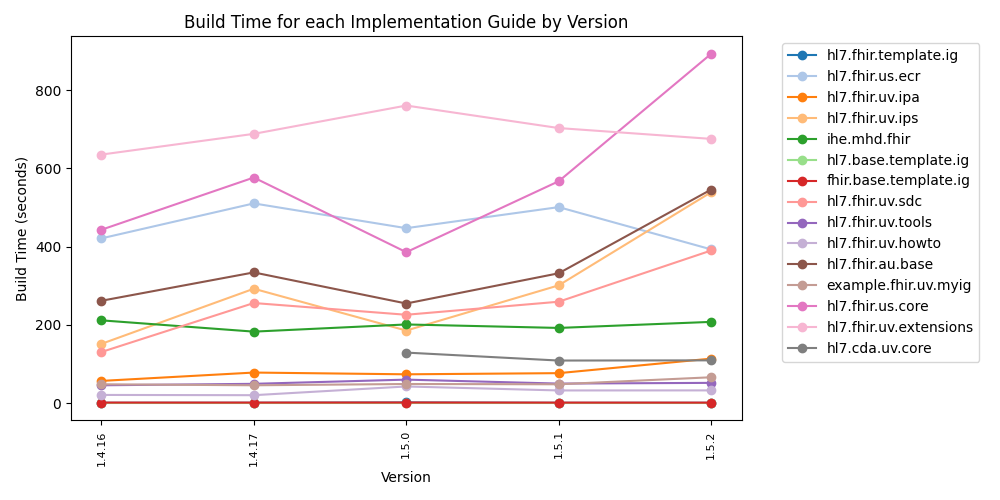 Build Time for each Implementation Guide by Version
Build Time (seconds)
800
600
400
200
0
1.4.16
1.4.17
1.5.0
1.5.1
1.5.2
Version
hl7.fhir.template.ig
hl7.fhir.us.ecr
hl7.fhir.uv.ipa
hl7.fhir.uv.ips
ihe.mhd.fhir
hl7.base.template.ig
fhir.base.template.ig
hl7.fhir.uv.sdc
hl7.fhir.uv.tools
hl7.fhir.uv.howto
hl7.fhir.au.base
example.fhir.uv.myig
hl7.fhir.us.core
hl7.fhir.uv.extensions
hl7.cda.uv.core